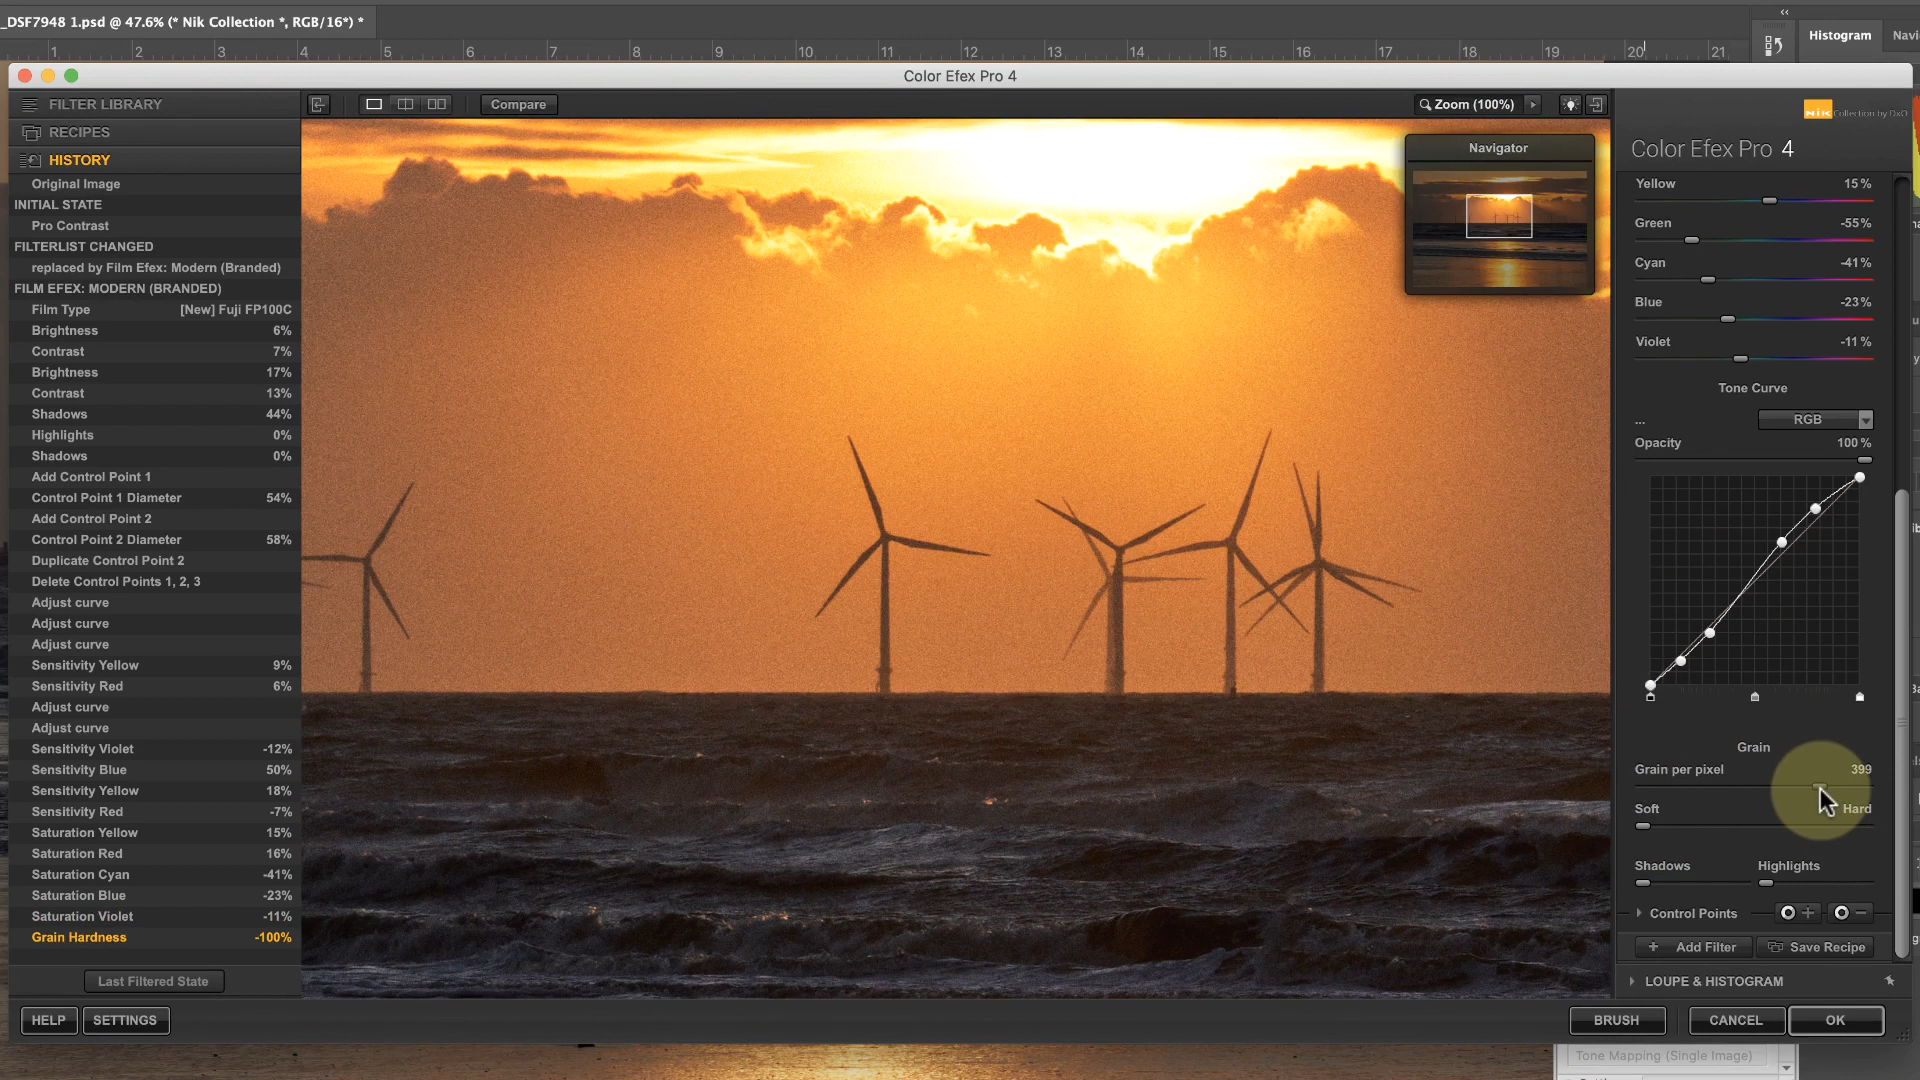 _DSF7948 1.psd @ 47.6% (* Nik Collection *, RGB/16*) *
1 2 3 4 5 6 7 8 9 10 11 12 13 14 15 16 17 18 19 20 21
Histogram
Navi
Color Efex Pro 4
FILTER LIBRARY
Compare
Zoom (100%)
Nik Collection by DxO
RECIPES
HISTORY
Navigator
Color Efex Pro 4
Original Image
INITIAL STATE
Pro Contrast
FILTERLIST CHANGED
replaced by Film Efex: Modern (Branded)
FILM EFEX: MODERN (BRANDED)
Film Type [New] Fuji FP100C
Brightness 6%
Contrast 7%
Brightness 17%
Contrast 13%
Shadows 44%
Highlights 0%
Shadows 0%
Add Control Point 1
Control Point 1 Diameter 54%
Add Control Point 2
Control Point 2 Diameter 58%
Duplicate Control Point 2
Delete Control Points 1, 2, 3
Adjust curve
Adjust curve
Adjust curve
Sensitivity Yellow 9%
Sensitivity Red 6%
Adjust curve
Adjust curve
Sensitivity Violet -12%
Sensitivity Blue 50%
Sensitivity Yellow 18%
Sensitivity Red -7%
Saturation Yellow 15%
Saturation Red 16%
Saturation Cyan -41%
Saturation Blue -23%
Saturation Violet -11%
Grain Hardness -100%
Last Filtered State
HELP
SETTINGS
Yellow 15%
Green -55%
Cyan -41%
Blue -23%
Violet -11%
Tone Curve
... RGB
Opacity 100%
Grain
Grain per pixel 399
Soft Hard
Shadows Highlights
Control Points
+ Add Filter
Save Recipe
LOUPE & HISTOGRAM
BRUSH
CANCEL
OK
Tone Mapping (Single Image)